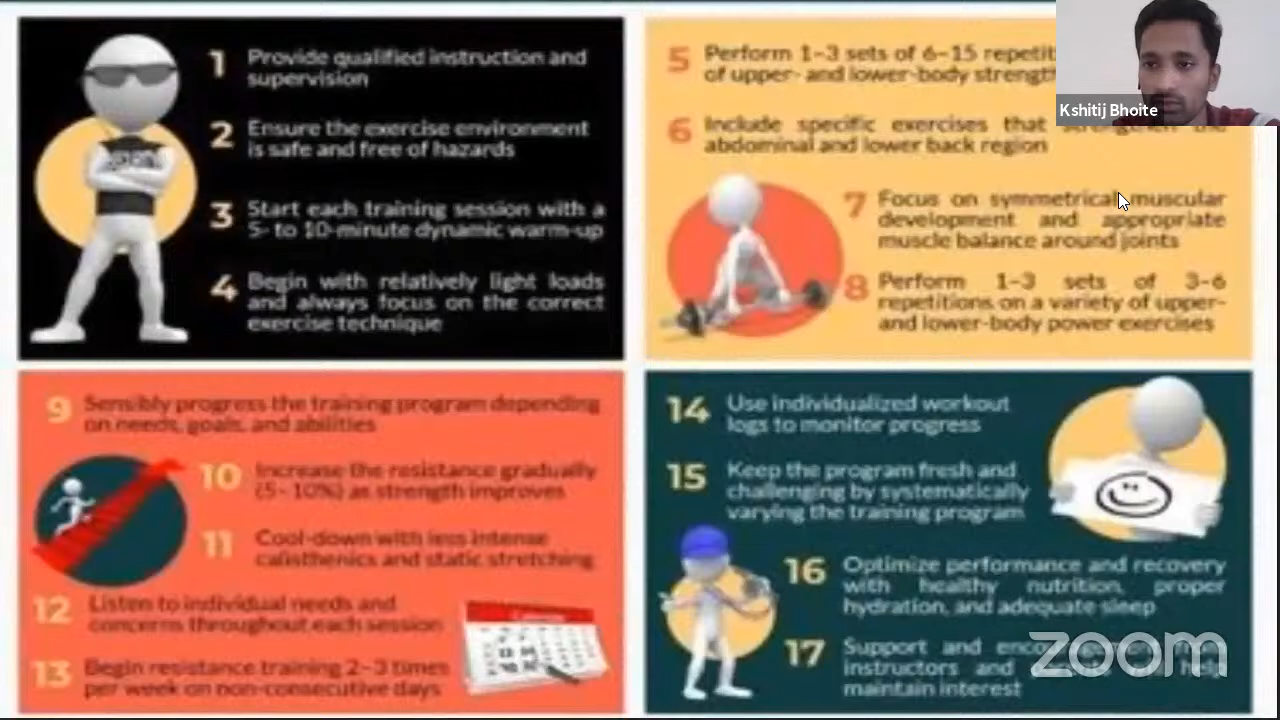 1 Provide qualified instruction and
supervision
2 Ensure the exercise environment
is safe and free of hazards
3 Start each training session with a
5- to 10-minute dynamic warm-up
4 Begin with relatively light loads
and always focus on the correct
exercise technique
5 Perform 1-3 sets of 6-15
of upper- and lower-body
6 Include specific exercises that
abdominal and lower back region
7 Focus on symmetrical muscular
development and appropriate
muscle balance around joints
8 Perform 1-3 sets of 3-6
repetitions on a variety of upper-
and lower-body power exercises
Kshitij Bhoite
9 Sensibly progress the training program depending
on needs, goals, and abilities
10 Increase the resistance gradually
(5-10%) as strength improves
11 Cool-down with less intense
calisthenics and static stretching
12 Listen to individual needs and
concerns throughout each session
13 Begin resistance training 2-3 times
per week on non-consecutive days
14 Use individualized workout
logs to monitor progress
15 Keep the program fresh and
challenging by systematically
varying the training program
16 Optimize performance and recovery
with healthy nutrition, proper
hydration, and adequate sleep
17 Support and
instructors and help
maintain interest
zoom